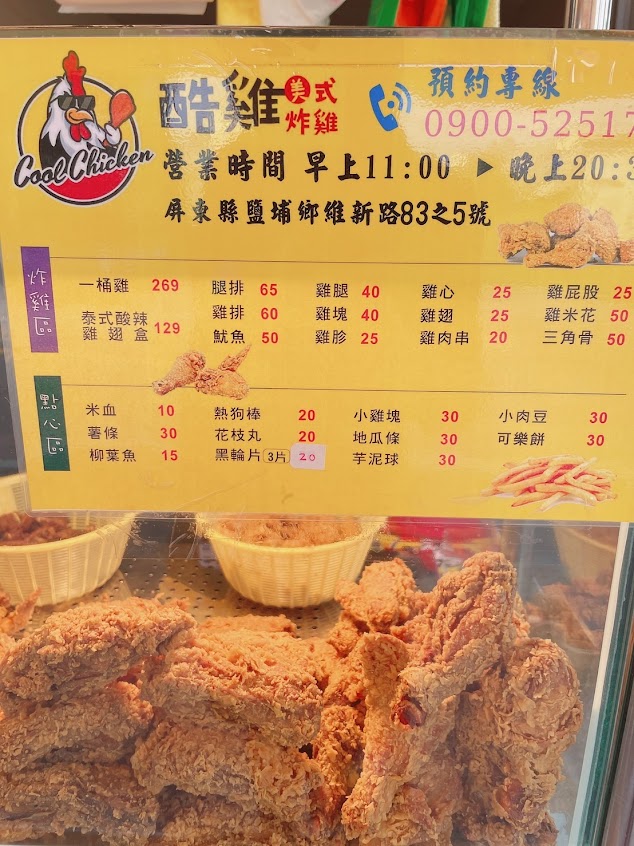 Cool Chicken
酷雞美式炸雞
預約專線
0900-52517
營業時間 早上11:00 ▶ 晚上20:3
屏東縣鹽埔鄉維新路83之5號
炸雞區
一桶雞 269 腿排 65 雞腿 40 雞心 25 雞屁股 25
泰式酸辣雞翅盒 129 雞排 60 雞塊 40 雞翅 25 雞米花 50
魷魚 50 雞胗 25 雞肉串 20 三角骨 50
點心區
米血 10 熱狗棒 20 小雞塊 30 小肉豆 30
薯條 30 花枝丸 20 地瓜條 30 可樂餅 30
柳葉魚 15 黑輪片(3片) 20 芋泥球 30